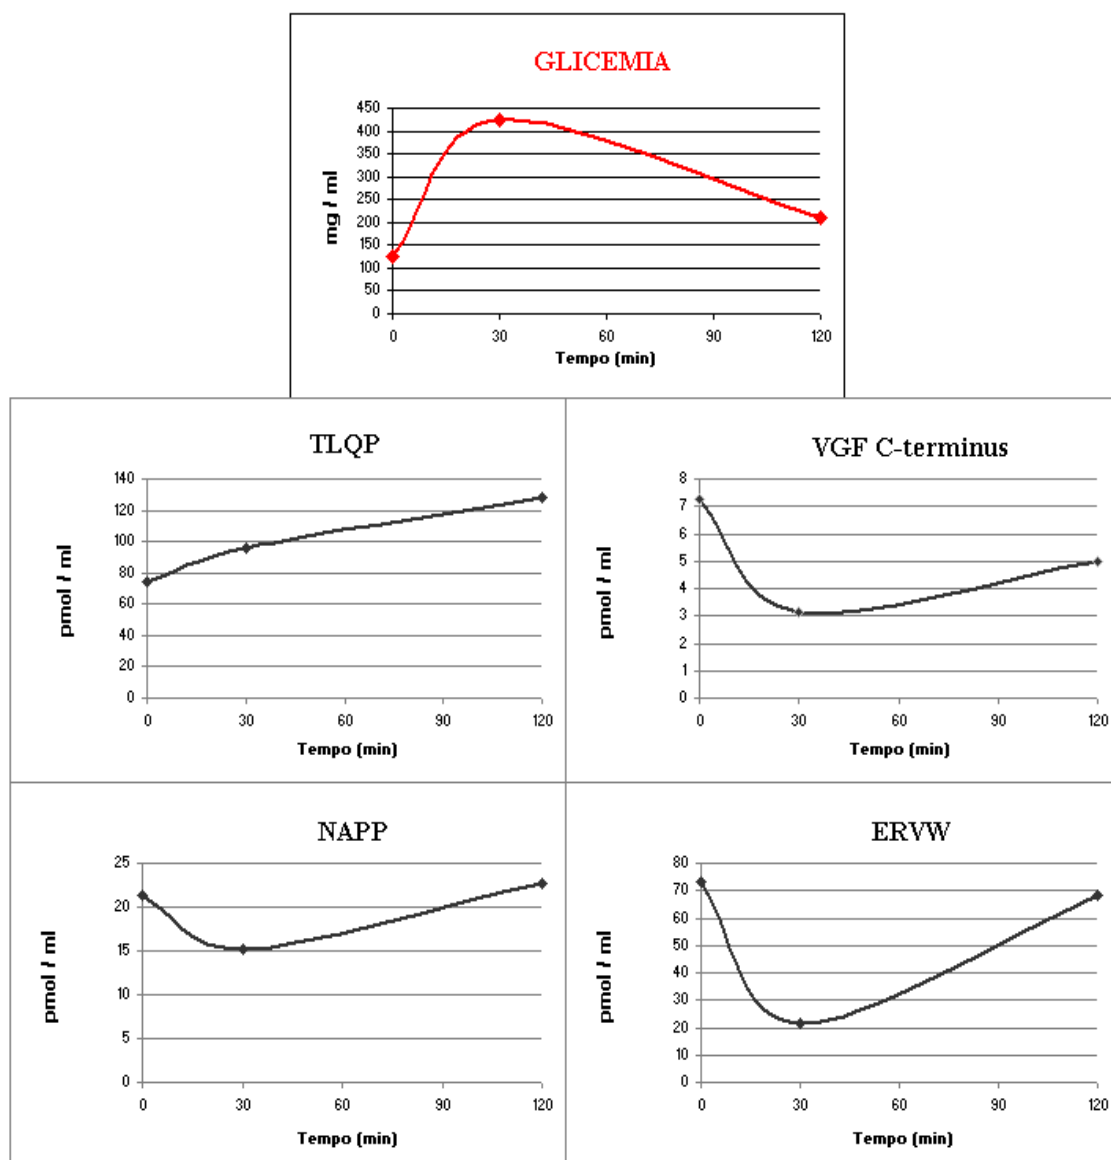 GLICEMIA
mg / ml
450
400
350
300
250
200
150
100
50
0
0 30 60 90 120
Tempo (min)
TLQP
pmol / ml
140
120
100
80
60
40
20
0
0 30 60 90 120
Tempo (min)
VGF C-terminus
pmol / ml
8
7
6
5
4
3
2
1
0
0 30 60 90 120
Tempo (min)
NAPP
pmol / ml
25
20
15
10
5
0
0 30 60 90 120
Tempo (min)
ERVW
pmol / ml
80
70
60
50
40
30
20
10
0
0 30 60 90 120
Tempo (min)